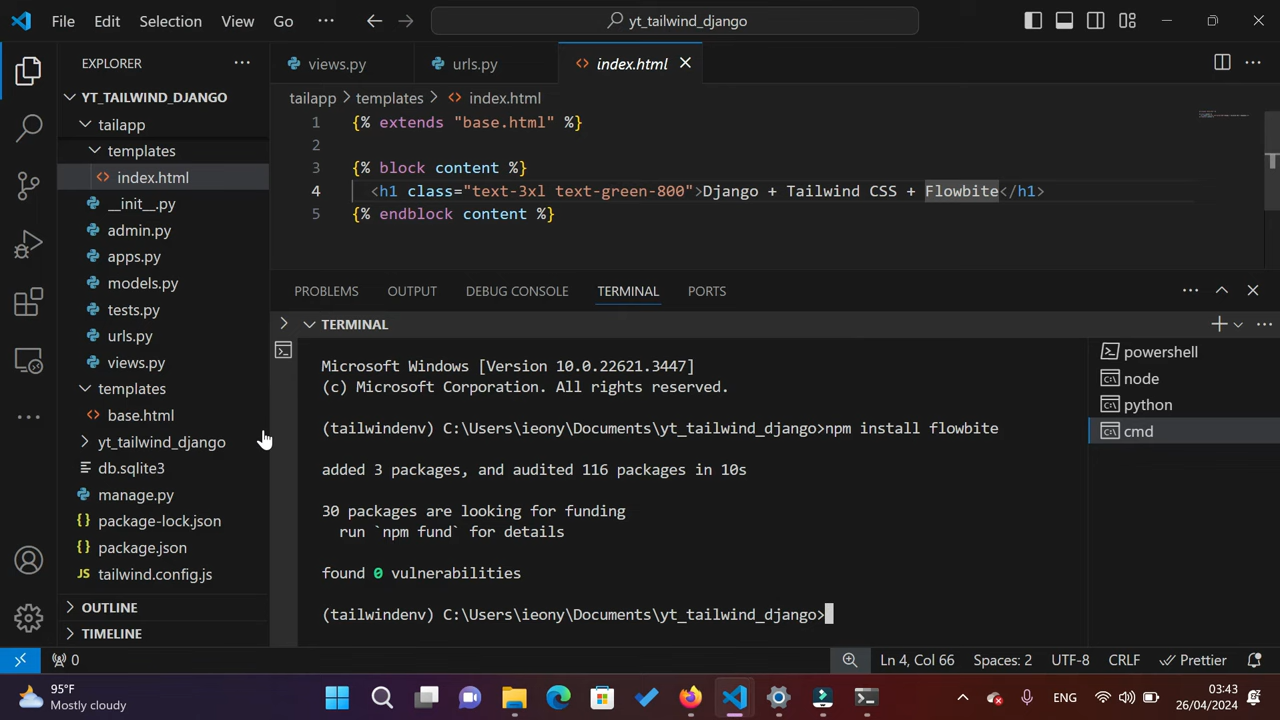 File Edit Selection View Go ··· yt_tailwind_django
EXPLORER ···
YT_TAILWIND_DJANGO
tailapp
templates
index.html
__init__.py
admin.py
apps.py
models.py
tests.py
urls.py
views.py
templates
base.html
yt_tailwind_django
db.sqlite3
manage.py
package-lock.json
package.json
tailwind.config.js
OUTLINE
TIMELINE
views.py urls.py index.html
tailapp > templates > index.html
1 {% extends "base.html" %}
2
3 {% block content %}
4 <h1 class="text-3xl text-green-800">Django + Tailwind CSS + Flowbite</h1>
5 {% endblock content %}
PROBLEMS OUTPUT DEBUG CONSOLE TERMINAL PORTS
TERMINAL
Microsoft Windows [Version 10.0.22621.3447]
(c) Microsoft Corporation. All rights reserved.
(tailwindenv) C:\Users\ieony\Documents\yt_tailwind_django>npm install flowbite
added 3 packages, and audited 116 packages in 10s
30 packages are looking for funding
run `npm fund` for details
found 0 vulnerabilities
(tailwindenv) C:\Users\ieony\Documents\yt_tailwind_django>
powershell
node
python
cmd
0 Ln 4, Col 66 Spaces: 2 UTF-8 CRLF HTML Prettier
95°F
Mostly cloudy
ENG
03:43
26/04/2024